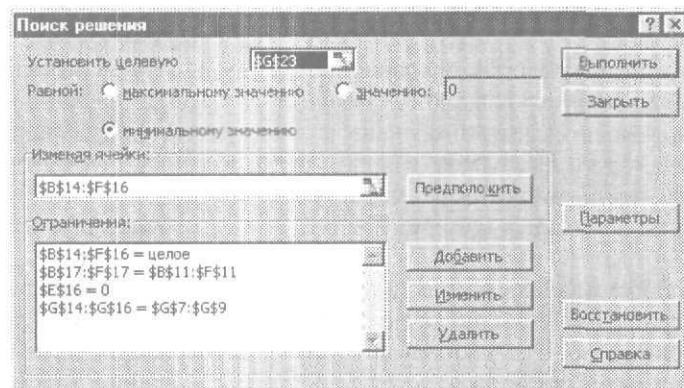 Поиск решения
Установить целевую $G$23 Выполнить
Равной: максимальному значению значению: 0 Закрыть
минимальному значению
Изменяя ячейки:
$B$14:$F$16 Предположить
Ограничения: Параметры
$B$14:$F$16 = целое Добавить
$B$17:$F$17 = $B$11:$F$11
$E$16 = 0 Изменить
$G$14:$G$16 = $G$7:$G$9 Восстановить
Удалить
Справка